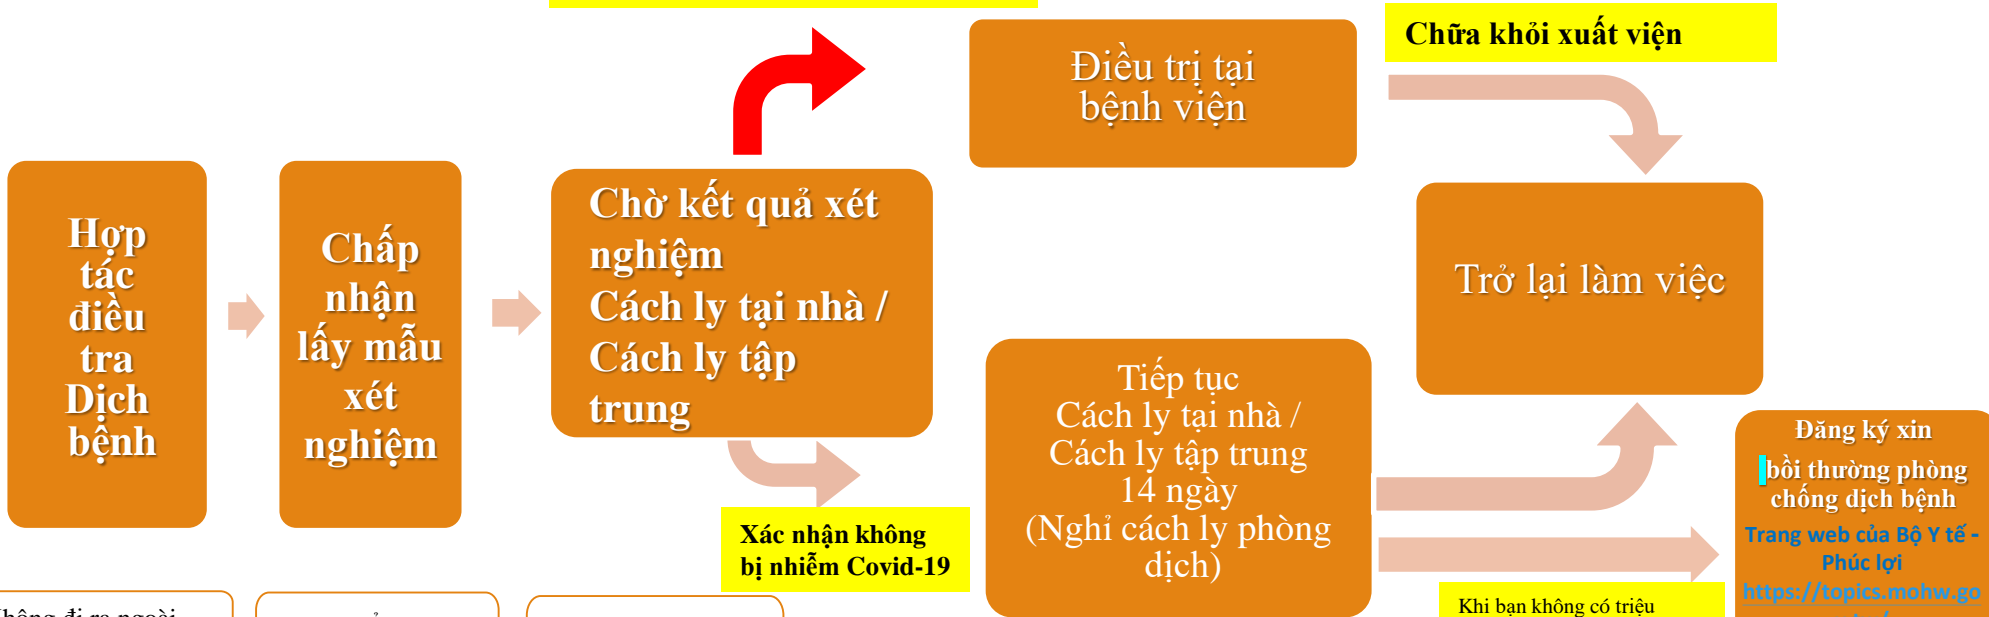 Chữa khỏi xuất viện
Điều trị tại
bệnh viện
Hợp
tác
điều
tra
Dịch
bệnh
Chấp
nhận
lấy mẫu
xét
nghiệm
Chờ kết quả xét
nghiệm
Cách ly tại nhà /
Cách ly tập
trung
Trở lại làm việc
Tiếp tục
Cách ly tại nhà /
Cách ly tập trung
14 ngày
(Nghỉ cách ly phòng
dịch)
Xác nhận không
bị nhiễm Covid-19
Đăng ký xin
bồi thường phòng
chống dịch bệnh
Trang web của Bộ Y tế -
Phúc lợi
https://topics.mohw.go
Khi bạn không có triệu
Không đi ra ngoài